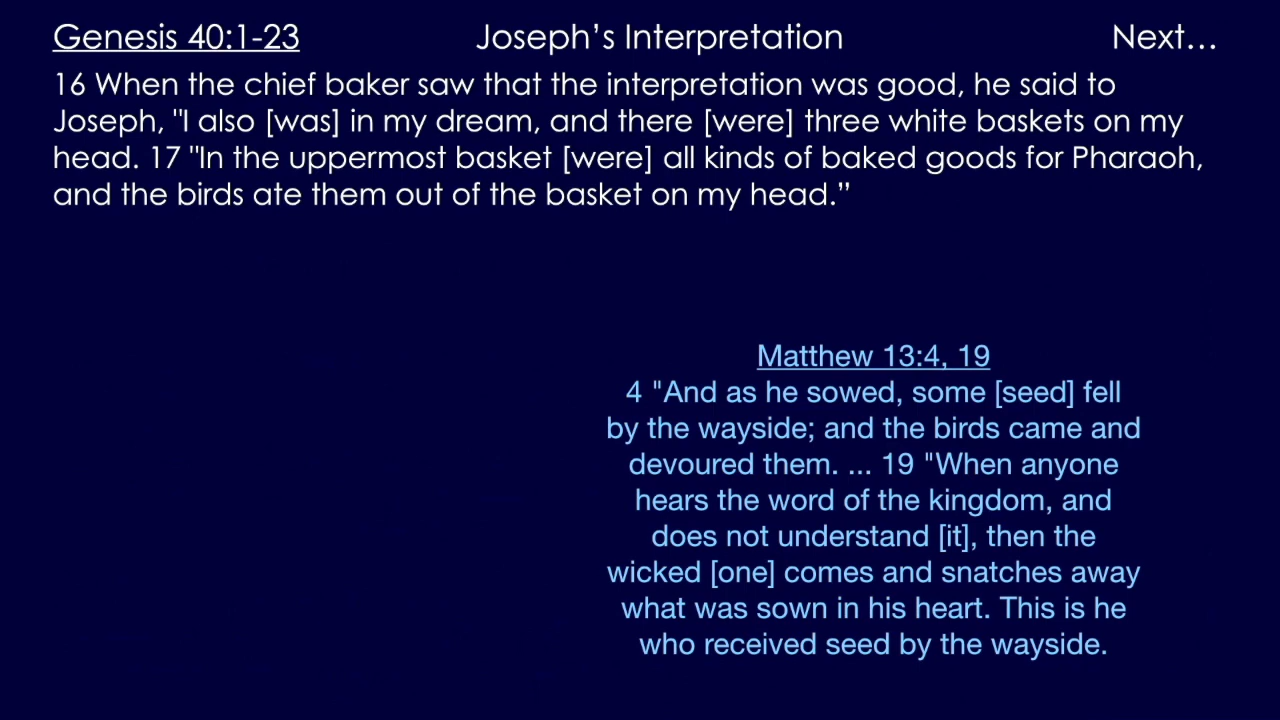 Genesis 40:1-23 Joseph’s Interpretation Next…
16 When the chief baker saw that the interpretation was good, he said to
Joseph, "I also [was] in my dream, and there [were] three white baskets on my
head. 17 "In the uppermost basket [were] all kinds of baked goods for Pharaoh,
and the birds ate them out of the basket on my head.”
Matthew 13:4, 19
4 "And as he sowed, some [seed] fell
by the wayside; and the birds came and
devoured them. ... 19 "When anyone
hears the word of the kingdom, and
does not understand [it], then the
wicked [one] comes and snatches away
what was sown in his heart. This is he
who received seed by the wayside.